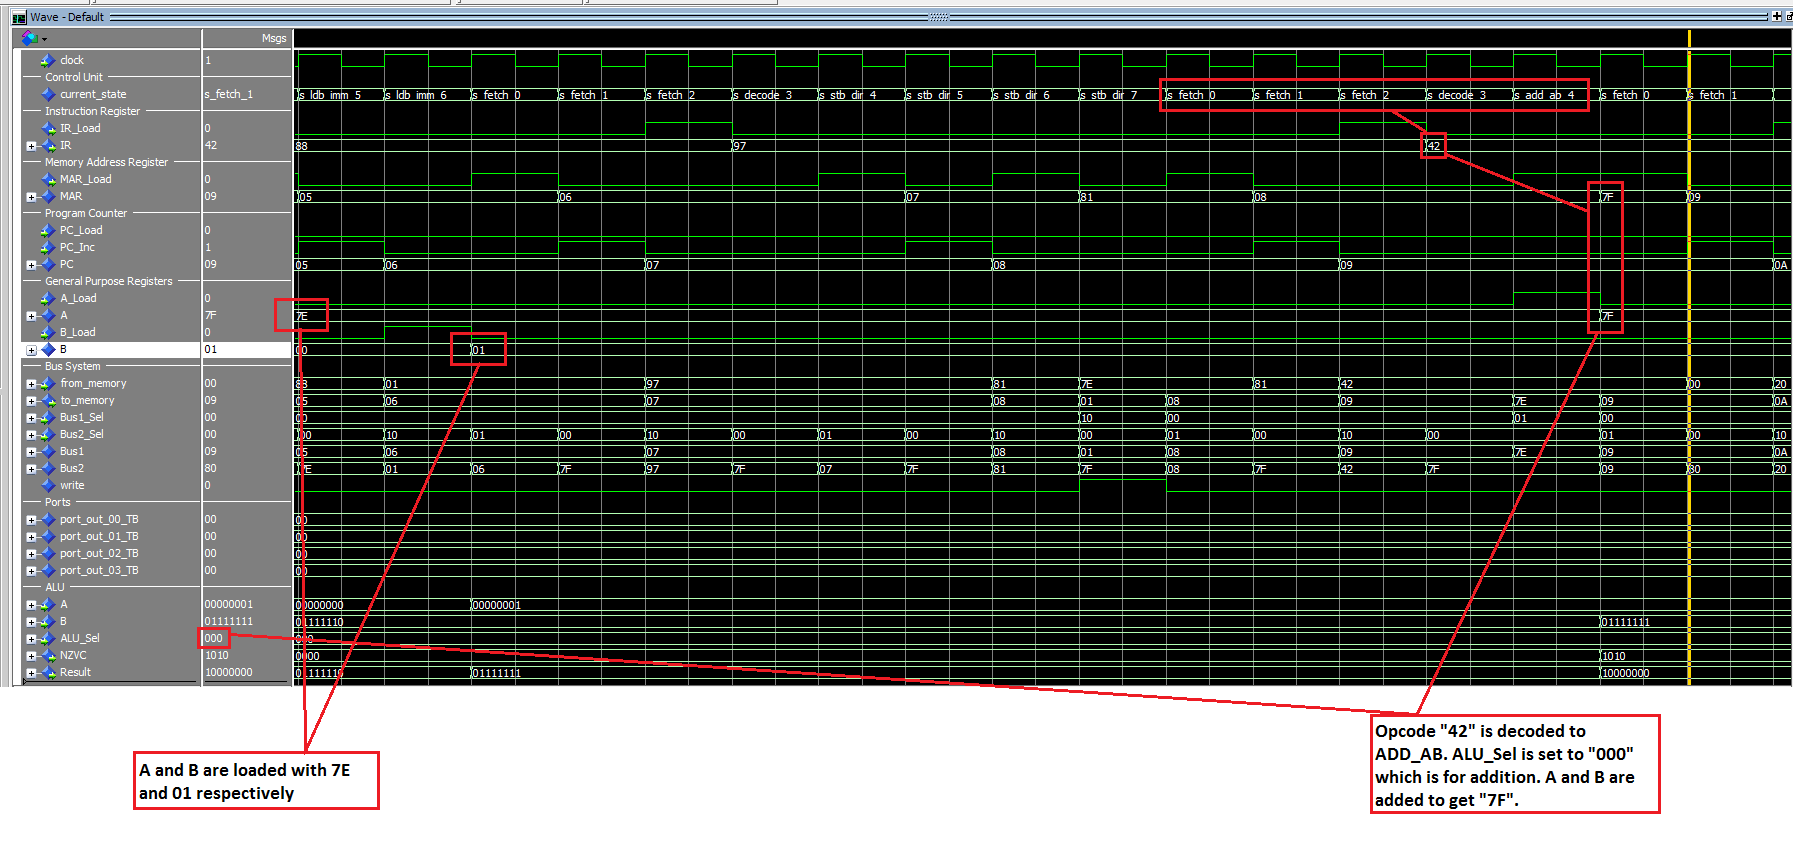 Wave - Default
Msgs
clock 1
Control Unit
current_state s_fetch_1 s_ldb_imm_5 s_ldb_imm_6 s_fetch_0 s_fetch_1 s_fetch_2 s_decode_3 s_stb_dir_4 s_stb_dir_5 s_stb_dir_6 s_stb_dir_7 s_fetch_0 s_fetch_1 s_fetch_2 s_decode_3 s_add_ab_4 s_fetch_0 s_fetch_1
Instruction Register
IR_Load 0
IR 42 88 97 42
Memory Address Register
MAR_Load 0
MAR 09 05 06 07 81 08 7F 09
Program Counter
PC_Load 0
PC_Inc 1
PC 09 05 06 07 08 09 0A
General Purpose Registers
A_Load 0
A 7F 7E 7F
B_Load 0
B 01 00 01
Bus System
from_memory 00 88 01 97 81 7E 81 42 00 20
to_memory 09 05 06 07 08 01 08 09 7E 09 0A
Bus1_Sel 00 00 10 00 01 00
Bus2_Sel 00 00 10 01 00 10 00 01 00 10 00 01 00 10 00 01 00 10
Bus1 09 05 06 07 08 01 08 09 7E 09 0A
Bus2 80 7E 01 06 7F 97 7F 07 7F 81 7F 08 7F 42 7F 09 80 20
write 0
Ports
port_out_00_TB 00 00
port_out_01_TB 00 00
port_out_02_TB 00 00
port_out_03_TB 00 00
ALU
A 00000001 00000000 00000001
B 01111111 01111110 01111111
ALU_Sel 000 000
NZVC 1010 0000 1010
Result 10000000 01111110 01111111 10000000
A and B are loaded with 7E
and 01 respectively
Opcode "42" is decoded to
ADD_AB. ALU_Sel is set to "000"
which is for addition. A and B are
added to get "7F".